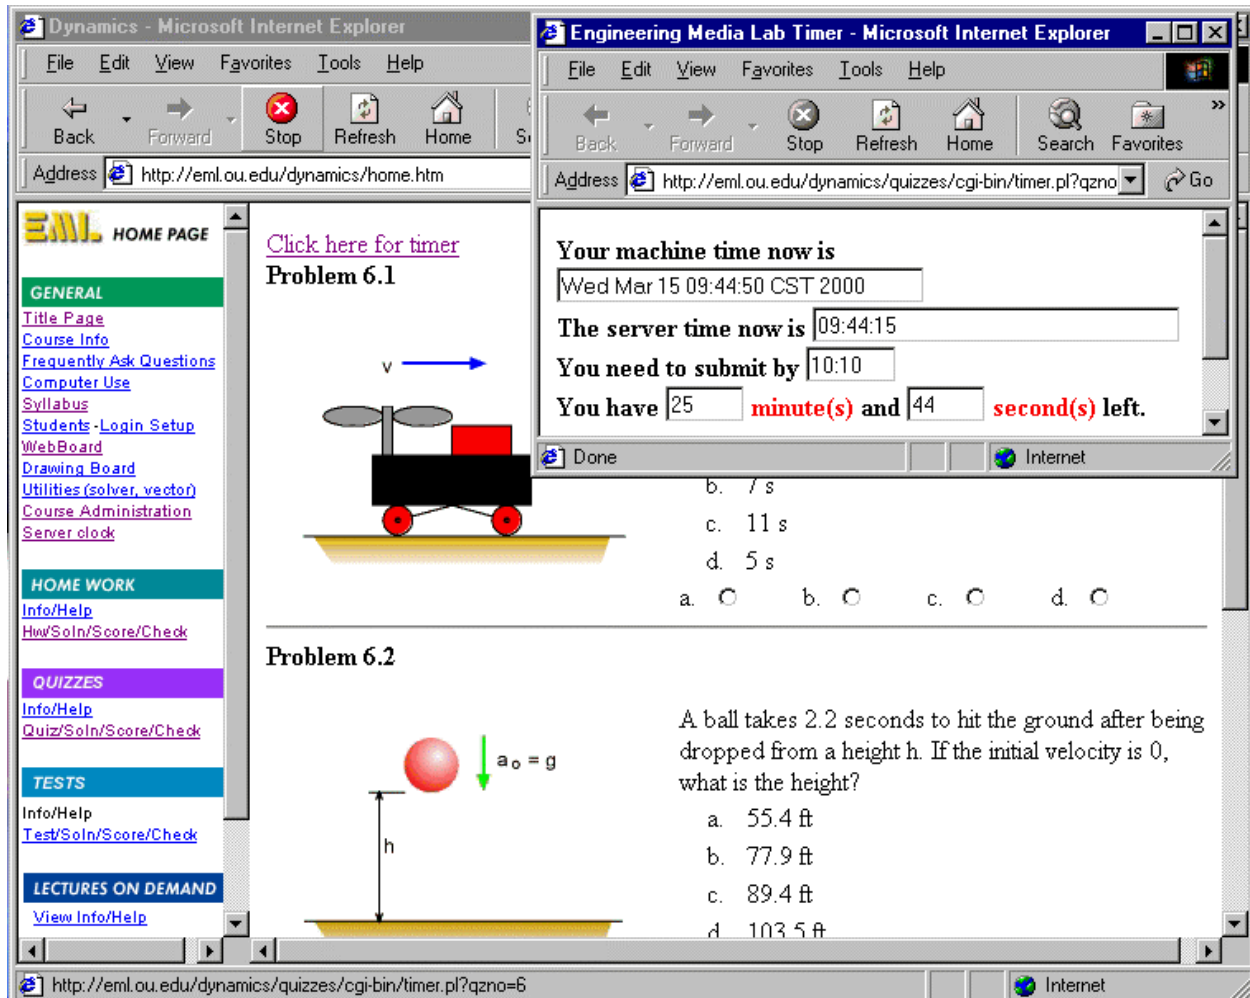 Dynamics - Microsoft Internet Explorer
File Edit View Favorites Tools Help
Back Forward Stop Refresh Home
Address http://eml.ou.edu/dynamics/home.htm
Engineering Media Lab Timer - Microsoft Internet Explorer
File Edit View Favorites Tools Help
Back Forward Stop Refresh Home Search Favorites »
Address http://eml.ou.edu/dynamics/quizzes/cgi-bin/timer.pl?qzno Go
Your machine time now is
Wed Mar 15 09:44:50 CST 2000
The server time now is 09:44:15
You need to submit by 10:10
You have 25 minute(s) and 44 second(s) left.
Done Internet
EML HOME PAGE
GENERAL
Title Page
Course Info
Frequently Ask Questions
Computer Use
Syllabus
Students - Login Setup
WebBoard
Drawing Board
Utilities (solver, vector)
Course Administration
Server clock
HOME WORK
Info/Help
Hw/Soln/Score/Check
QUIZZES
Info/Help
Quiz/Soln/Score/Check
TESTS
Info/Help
Test/Soln/Score/Check
LECTURES ON DEMAND
View Info/Help
Click here for timer
Problem 6.1
v
b. 7 s
c. 11 s
d. 5 s
a. b. c. d.
Problem 6.2
a₀ = g
h
A ball takes 2.2 seconds to hit the ground after being
dropped from a height h. If the initial velocity is 0,
what is the height?
a. 55.4 ft
b. 77.9 ft
c. 89.4 ft
d. 103.5 ft
http://eml.ou.edu/dynamics/quizzes/cgi-bin/timer.pl?qzno=6 Internet